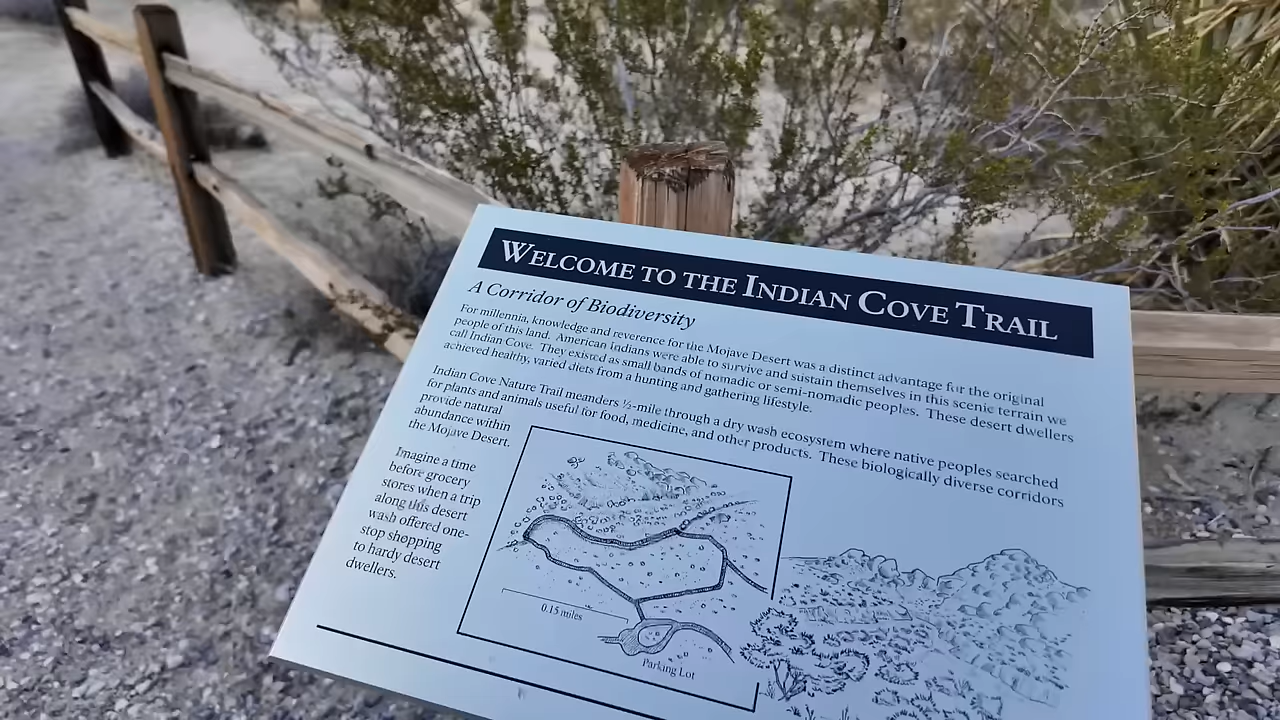 WELCOME TO THE INDIAN COVE TRAIL
A Corridor of Biodiversity
For millennia, knowledge and reverence for the Mojave Desert was a distinct advantage for the original
people of this land. American Indians were able to survive and sustain themselves in this scenic terrain we
call Indian Cove. They existed as small bands of nomadic or semi-nomadic peoples. These desert dwellers
achieved healthy, varied diets from a hunting and gathering lifestyle.
Indian Cove Nature Trail meanders ½-mile through a dry wash ecosystem where native peoples searched
for plants and animals useful for food, medicine, and other products. These biologically diverse corridors
provide natural
abundance within
the Mojave Desert.
Imagine a time
before grocery
stores when a trip
along this desert
wash offered one-
stop shopping
to hardy desert
dwellers.
0.15 miles
Parking Lot